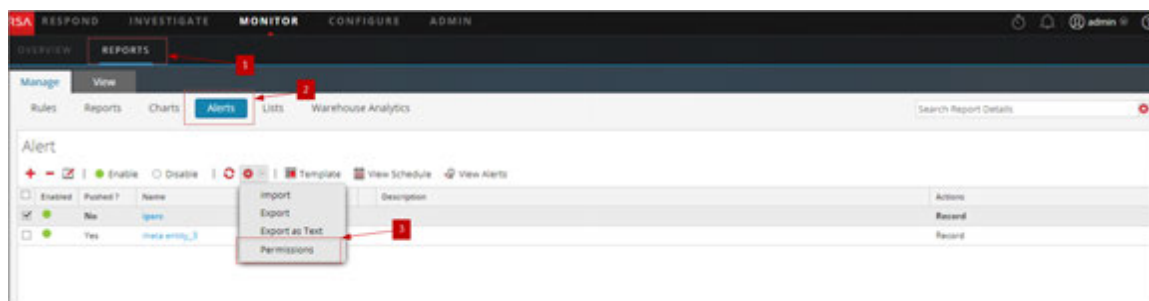 RSA RESPOND INVESTIGATE MONITOR CONFIGURE ADMIN admin
OVERVIEW REPORTS
1
Manage View
2
Rules Reports Charts Alerts Lists Warehouse Analytics Search Report Details
Alert
Enable Disable Template View Schedule View Alerts
Enabled Pushed ? Name Description Actions
Import
No Record
Export
Export as Text
3
Yes meta entity_3 Record
Permissions